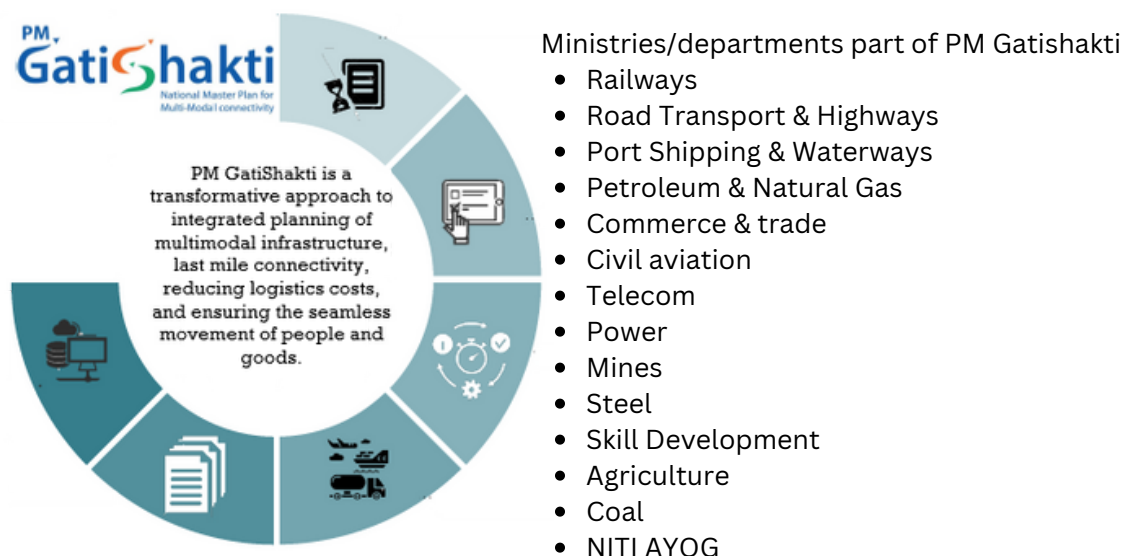 PM
GatiShakti
National Master Plan for
Multi-Modal connectivity
PM GatiShakti is a
transformative approach to
integrated planning of
multimodal infrastructure,
last mile connectivity,
reducing logistics costs,
and ensuring the seamless
movement of people and
goods.
Ministries/departments part of PM Gatishakti
• Railways
• Road Transport & Highways
• Port Shipping & Waterways
• Petroleum & Natural Gas
• Commerce & trade
• Civil aviation
• Telecom
• Power
• Mines
• Steel
• Skill Development
• Agriculture
• Coal
• NITI AYOG